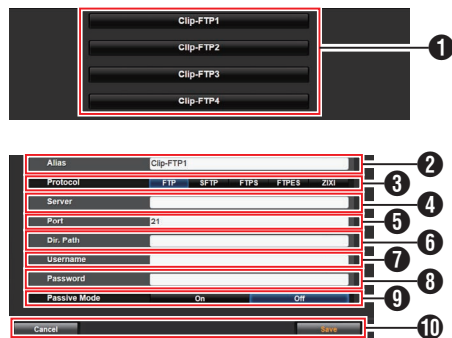 Clip-FTP1
Clip-FTP2
Clip-FTP3
Clip-FTP4
1
Alias Clip-FTP1 2
Protocol FTP SFTP FTPS FTPES ZIXI 3
Server 4
Port 21 5
Dir. Path 6
Username 7
Password 8
Passive Mode On Off 9
Cancel Save 10